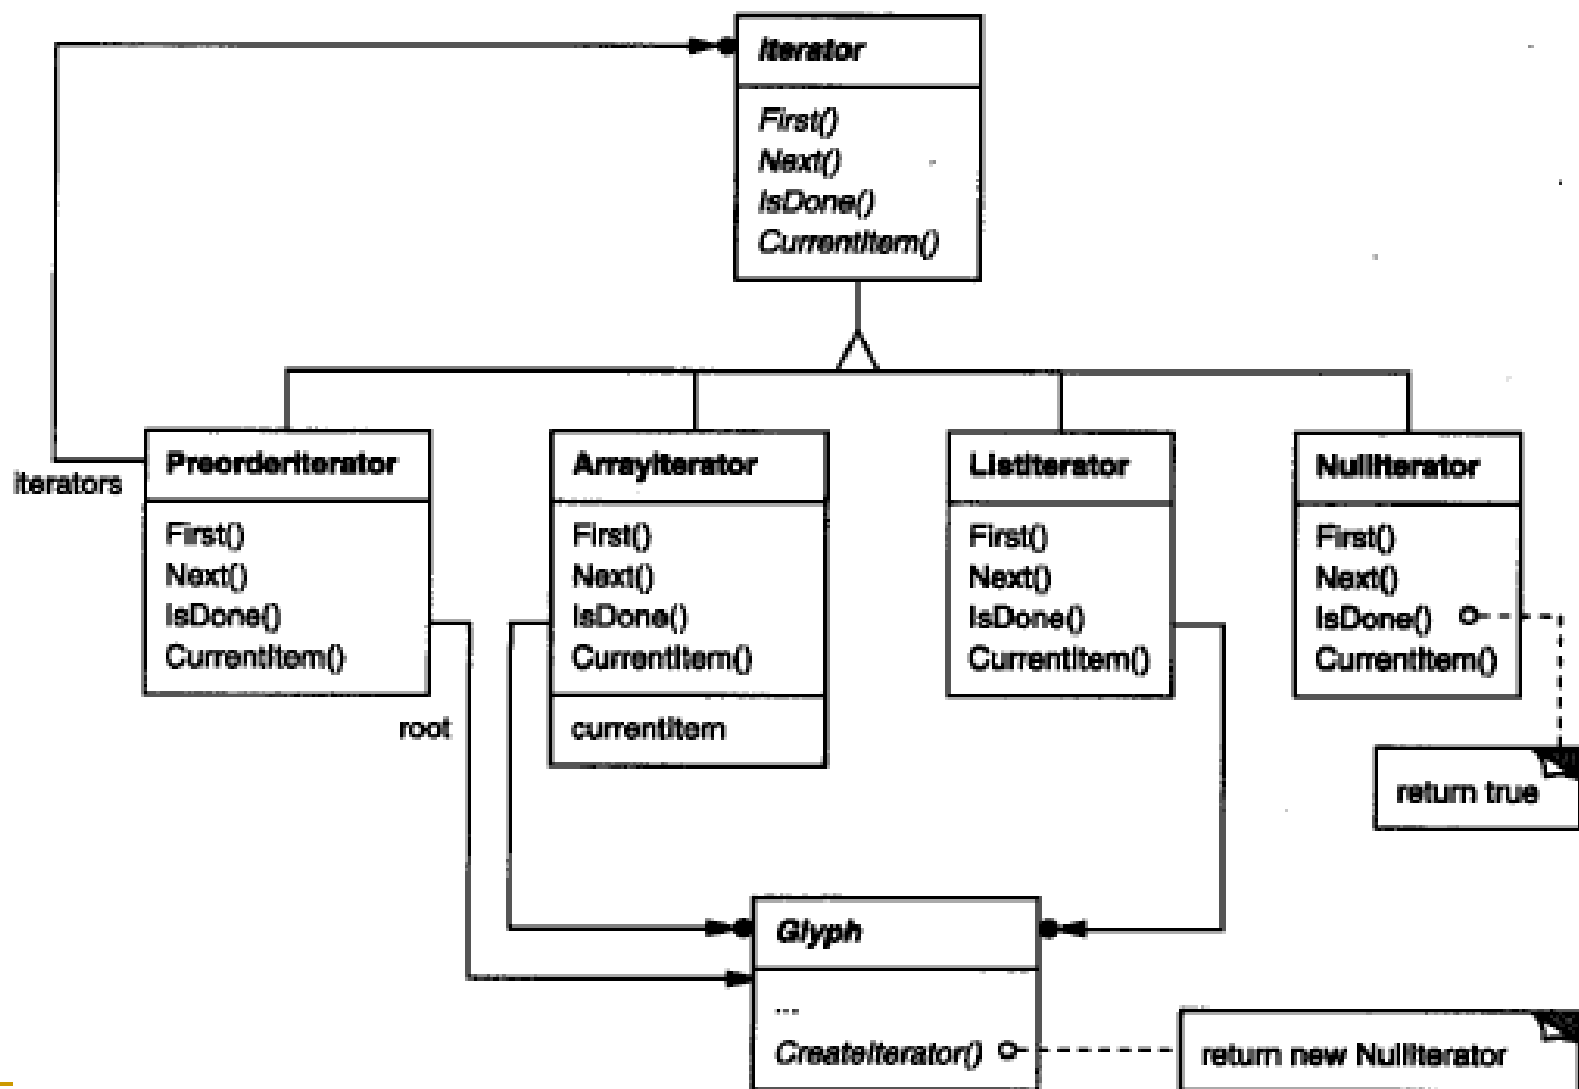 Iterator
First()
Next()
IsDone()
CurrentItem()
iterators
PreorderIterator
First()
Next()
IsDone()
CurrentItem()
root
ArrayIterator
First()
Next()
IsDone()
CurrentItem()
currentItem
ListIterator
First()
Next()
IsDone()
CurrentItem()
NullIterator
First()
Next()
IsDone()
CurrentItem()
return true
Glyph
...
CreateIterator()
return new NullIterator